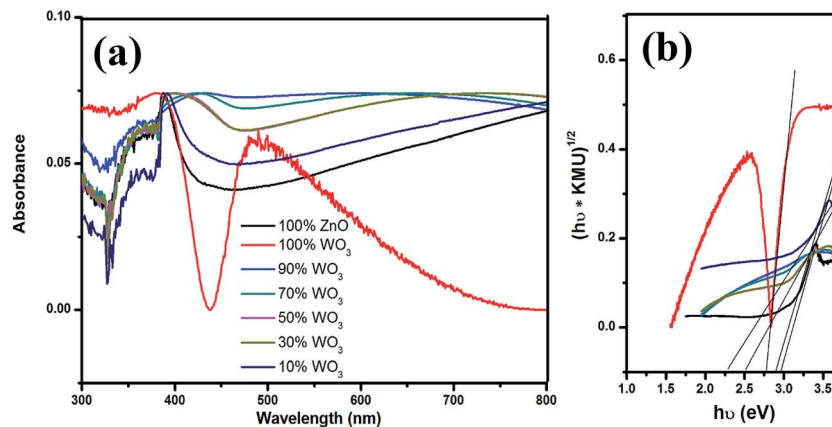 (a)
0.10
0.05
0.00
Absorbance
100% ZnO
100% WO3
90% WO3
70% WO3
50% WO3
30% WO3
10% WO3
300 400 500 600 700 800
Wavelength (nm)
(b)
0.6
0.4
0.2
0.0
(hυ * KMU)1/2
1.0 1.5 2.0 2.5 3.0 3.5
hυ (eV)